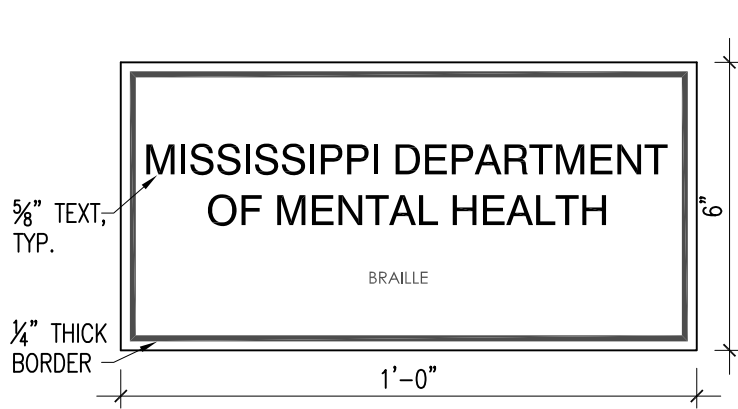 MISSISSIPPI DEPARTMENT
OF MENTAL HEALTH
BRAILLE
⅝" TEXT,
TYP.
¼" THICK
BORDER
6"
1'-0"